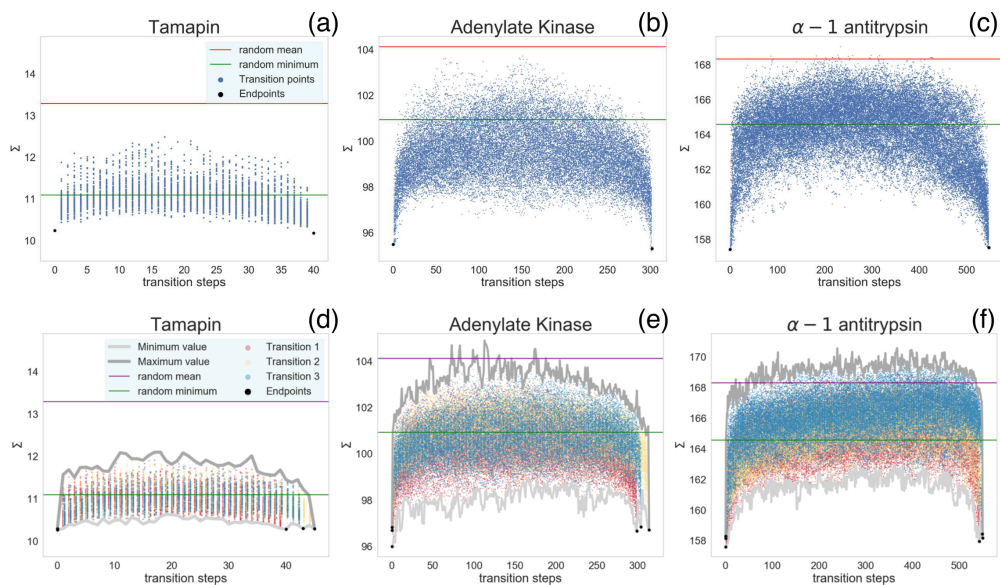 Tamapin (a)
random mean
random minimum
Transition points
Endpoints
14
13
12
11
10
Σ
0 5 10 15 20 25 30 35 40
transition steps
Adenylate Kinase (b)
104
102
100
98
96
Σ
0 50 100 150 200 250 300
transition steps
α − 1 antitrypsin (c)
168
166
164
162
160
158
Σ
0 100 200 300 400 500
transition steps
Tamapin (d)
Minimum value Transition 1
Maximum value Transition 2
random mean Transition 3
random minimum Endpoints
14
13
12
11
10
Σ
0 10 20 30 40
transition steps
Adenylate Kinase (e)
104
102
100
98
96
Σ
0 50 100 150 200 250 300
transition steps
α − 1 antitrypsin (f)
170
168
166
164
162
160
158
Σ
0 100 200 300 400 500
transition steps